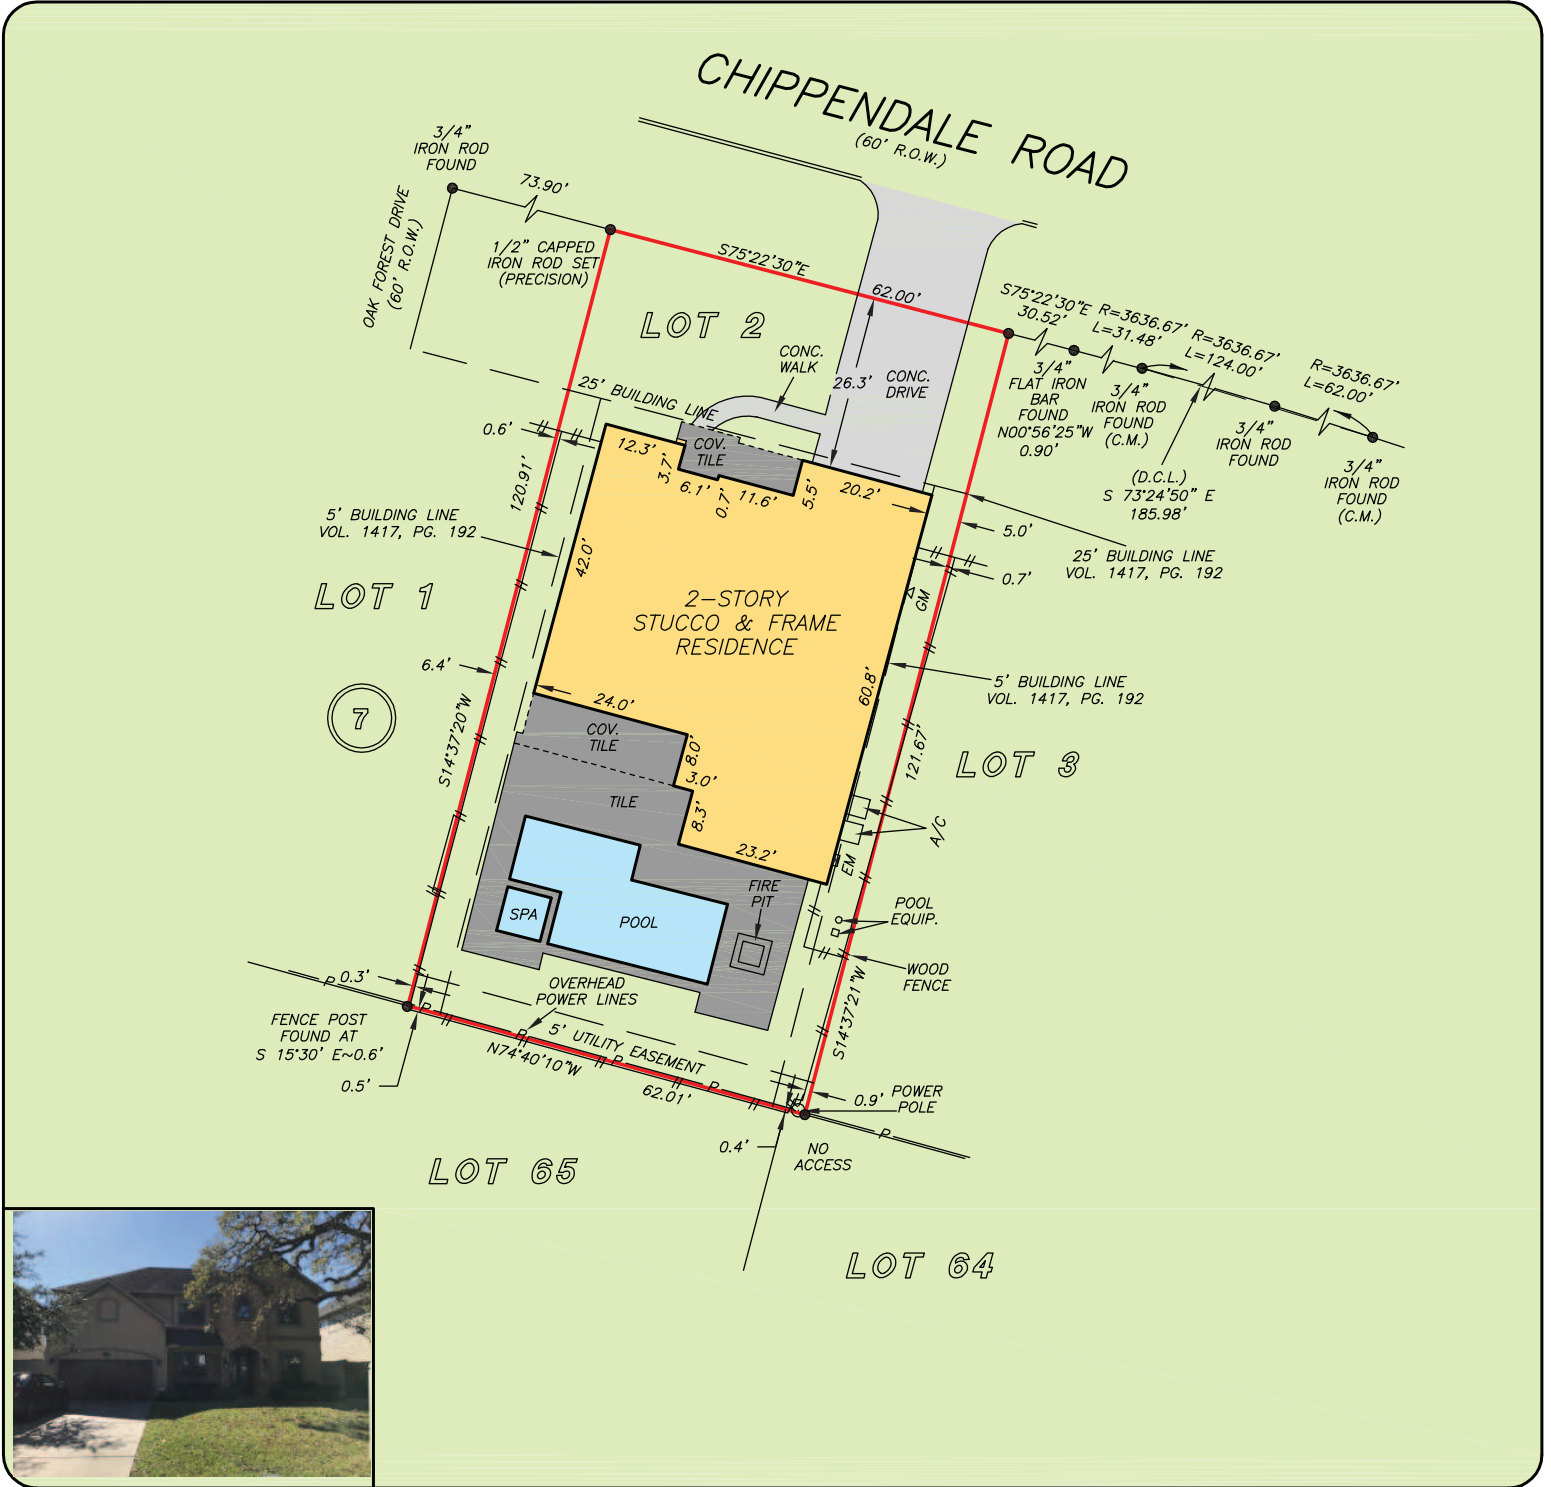 CHIPPENDALE ROAD
(60' R.O.W.)
3/4"
IRON ROD
FOUND
73.90'
OAK FOREST DRIVE
(60' R.O.W.)
1/2" CAPPED
IRON ROD SET
(PRECISION)
S75°22'30"E
62.00'
LOT 2
CONC.
WALK
26.3'
CONC.
DRIVE
S75°22'30"E
30.52'
R=3636.67'
L=31.48'
R=3636.67'
L=124.00'
R=3636.67'
L=62.00'
3/4"
FLAT IRON
BAR
FOUND
N00°56'25"W
0.90'
3/4"
IRON ROD
FOUND
(C.M.)
3/4"
IRON ROD
FOUND
3/4"
IRON ROD
FOUND
(C.M.)
(D.C.L.)
S 73°24'50" E
185.98'
25' BUILDING LINE
0.6'
12.3'
3.7'
COV.
TILE
6.1'
0.7'
11.6'
5.5'
20.2'
120.91'
5' BUILDING LINE
VOL. 1417, PG. 192
42.0'
5.0'
25' BUILDING LINE
VOL. 1417, PG. 192
0.7'
GM
LOT 1
2-STORY
STUCCO & FRAME
RESIDENCE
6.4'
60.8'
5' BUILDING LINE
VOL. 1417, PG. 192
7
S14°37'20"W
24.0'
COV.
TILE
8.0'
3.0'
121.67'
LOT 3
TILE
8.3'
A/C
23.2'
EM
FIRE
PIT
SPA
POOL
POOL
EQUIP.
WOOD
FENCE
P
0.3'
OVERHEAD
POWER LINES
S14°37'21"W
FENCE POST
FOUND AT
S 15°30' E~0.6'
P
P
5' UTILITY EASEMENT
N74°40'10"W
P
P
62.01'
0.5'
0.9'
POWER
POLE
0.4'
NO
ACCESS
P
LOT 65
LOT 64